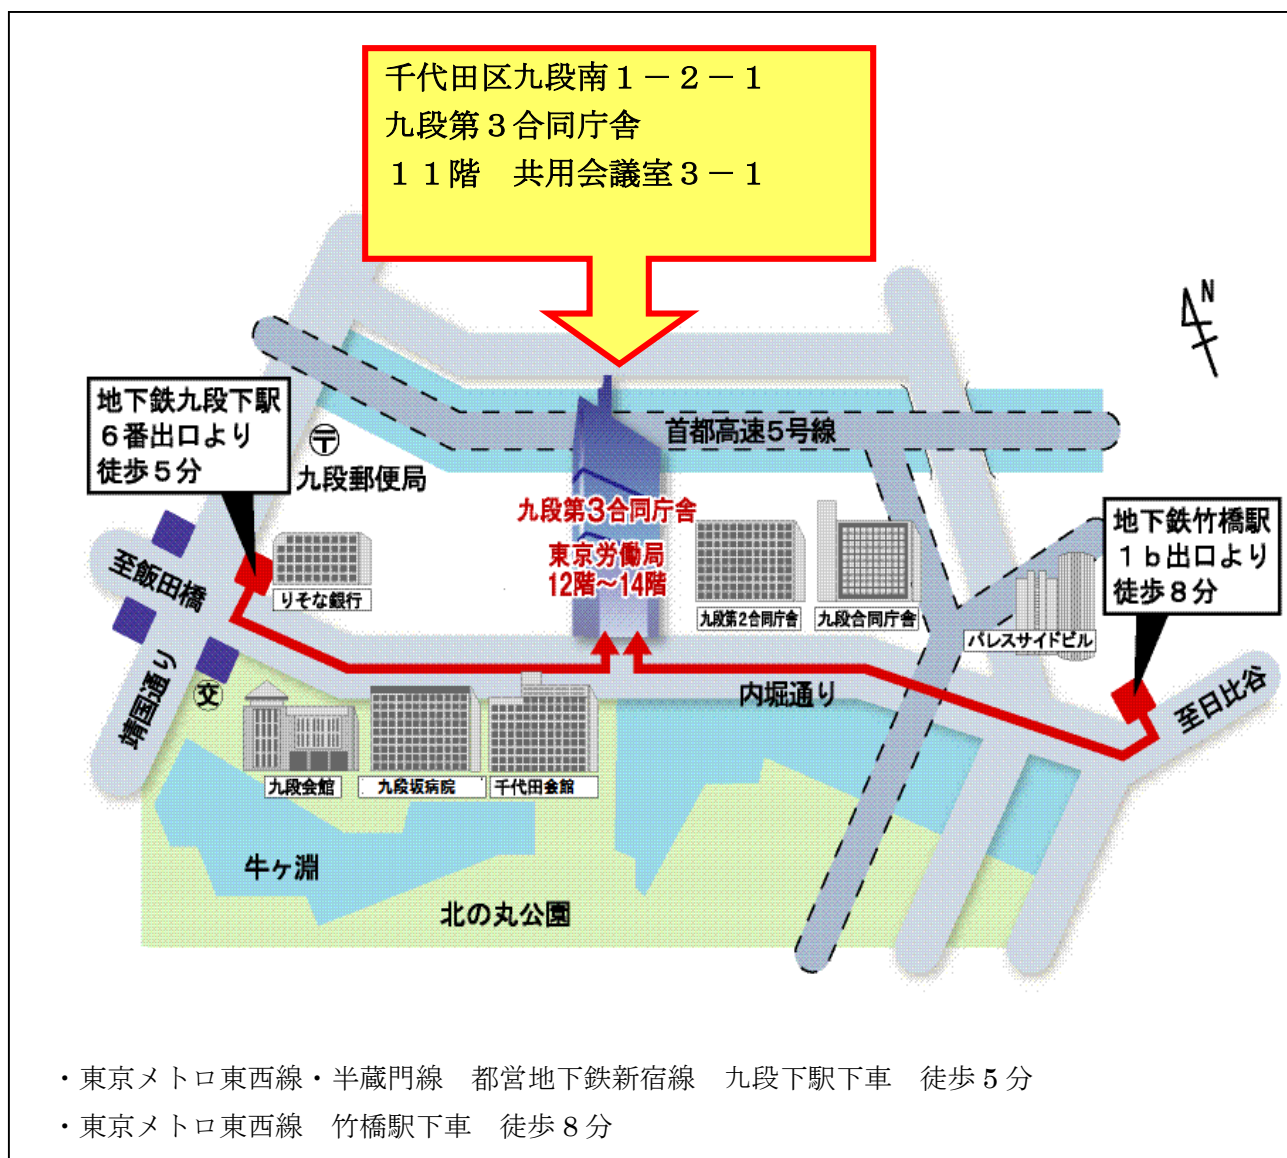 千代田区九段南１－２－１
九段第３合同庁舎
１１階　共用会議室３－１
N
地下鉄九段下駅
６番出口より
徒歩５分
〒
九段郵便局
首都高速5号線
九段第3合同庁舎
東京労働局
12階～14階
地下鉄竹橋駅
１ｂ出口より
徒歩８分
至飯田橋
りそな銀行
九段第2合同庁舎
九段合同庁舎
パレスサイドビル
靖国通り
交
内堀通り
至日比谷
九段会館
九段坂病院
千代田会館
牛ヶ淵
北の丸公園
・東京メトロ東西線・半蔵門線　都営地下鉄新宿線　九段下駅下車　徒歩 5 分
・東京メトロ東西線　竹橋駅下車　徒歩 8 分